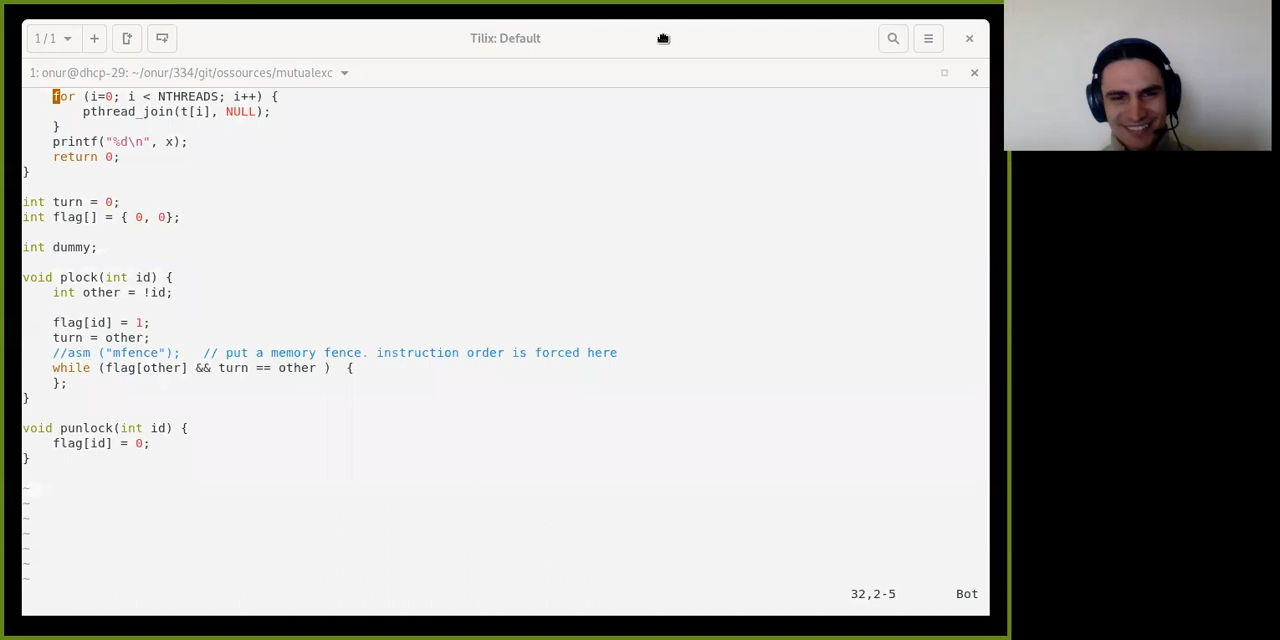 1 / 1
Tilix: Default
1: onur@dhcp-29: ~/onur/334/git/ossources/mutualexc
    for (i=0; i < NTHREADS; i++) {
        pthread_join(t[i], NULL);
    }
    printf("%d\n", x);
    return 0;
}
int turn = 0;
int flag[] = { 0, 0};
int dummy;
void plock(int id) {
    int other = !id;
    flag[id] = 1;
    turn = other;
    //asm ("mfence");   // put a memory fence. instruction order is forced here
    while (flag[other] && turn == other )  {
    };
}
void punlock(int id) {
    flag[id] = 0;
}
~
~
~
~
~
~
~
32,2-5 Bot